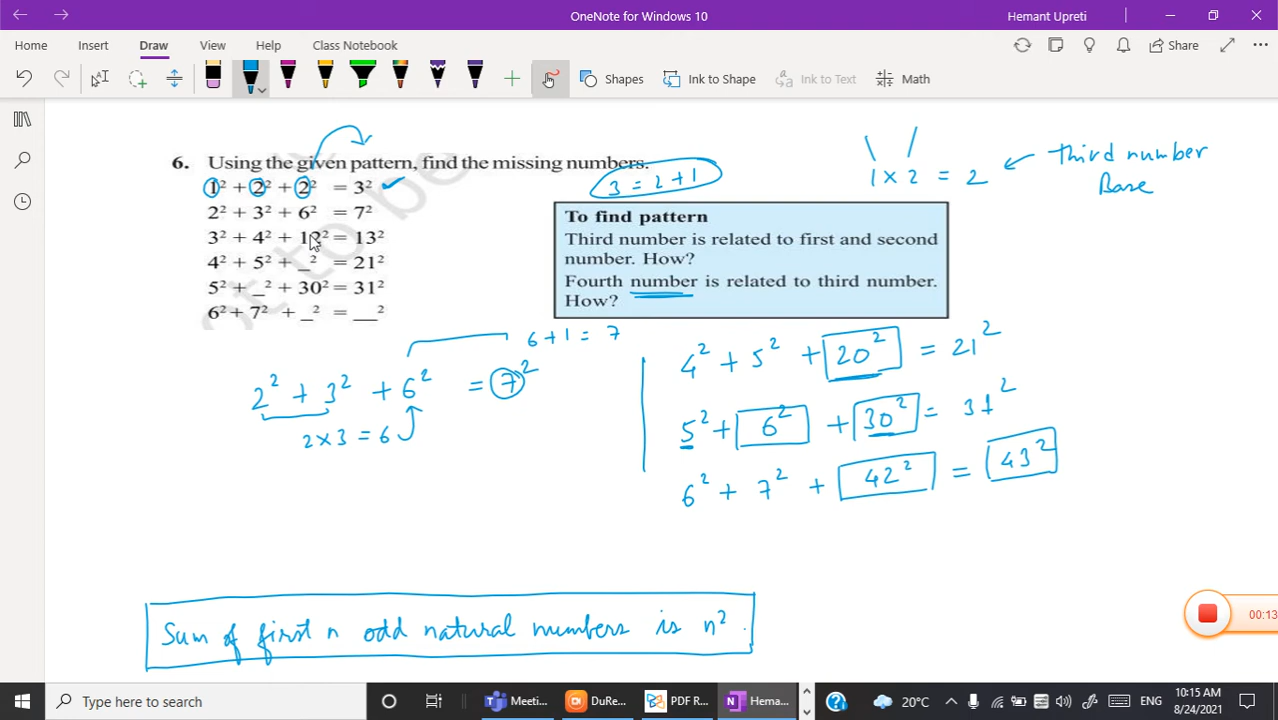 OneNote for Windows 10
Hemant Upreti
Home Insert Draw View Help Class Notebook
Share
Shapes Ink to Shape Ink to Text Math
6. Using the given pattern, find the missing numbers.
1² + 2² + 2² = 3²
2² + 3² + 6² = 7²
3² + 4² + 12² = 13²
4² + 5² + _² = 21²
5² + _² + 30² = 31²
6² + 7² + _² = __²
3 = 2 + 1
1 × 2 = 2
Third number
Base
To find pattern
Third number is related to first and second
number. How?
Fourth number is related to third number.
How?
6 + 1 = 7
2² + 3² + 6² = 7²
2 × 3 = 6
4² + 5² + 20² = 21²
5² + 6² + 30² = 31²
6² + 7² + 42² = 43²
Sum of first n odd natural numbers is n².
00:13
Type here to search
Meeti...
DuRe...
PDF R...
Hema...
20°C
ENG
10:15 AM
8/24/2021